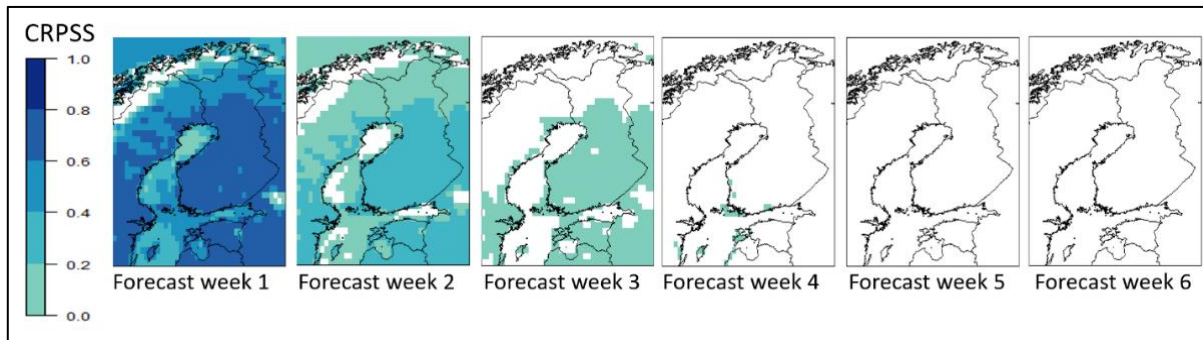 CRPSS
1.0
0.8
0.6
0.4
0.2
0.0
Forecast week 1
Forecast week 2
Forecast week 3
Forecast week 4
Forecast week 5
Forecast week 6